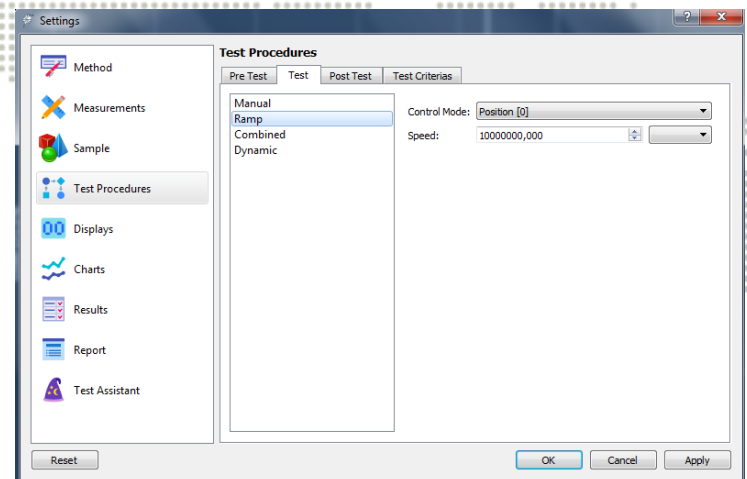 Settings
Method
Measurements
Sample
Test Procedures
Displays
Charts
Results
Report
Test Assistant
Test Procedures
Pre Test Test Post Test Test Criterias
Manual
Ramp
Combined
Dynamic
Control Mode: Position [0]
Speed: 10000000,000
Reset OK Cancel Apply